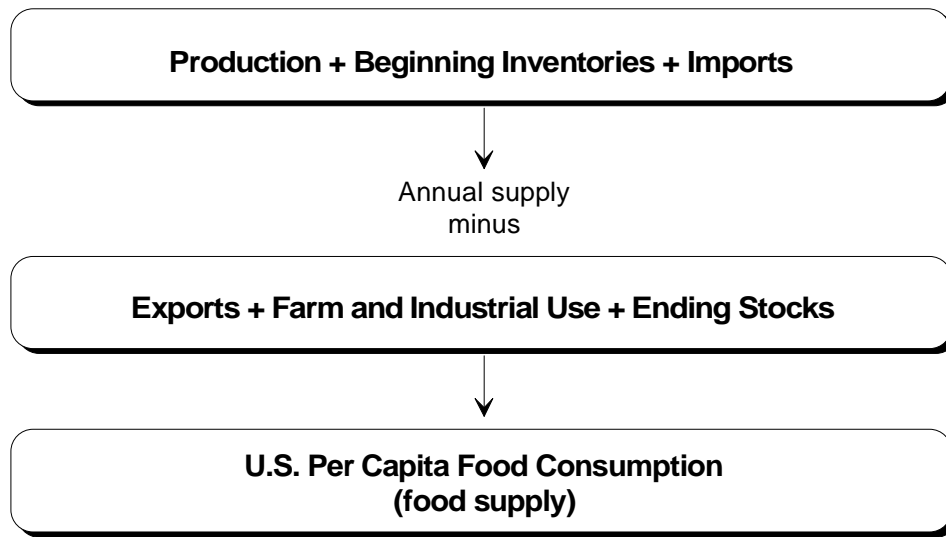 Production + Beginning Inventories + Imports
Annual supply
minus
Exports + Farm and Industrial Use + Ending Stocks
U.S. Per Capita Food Consumption
(food supply)